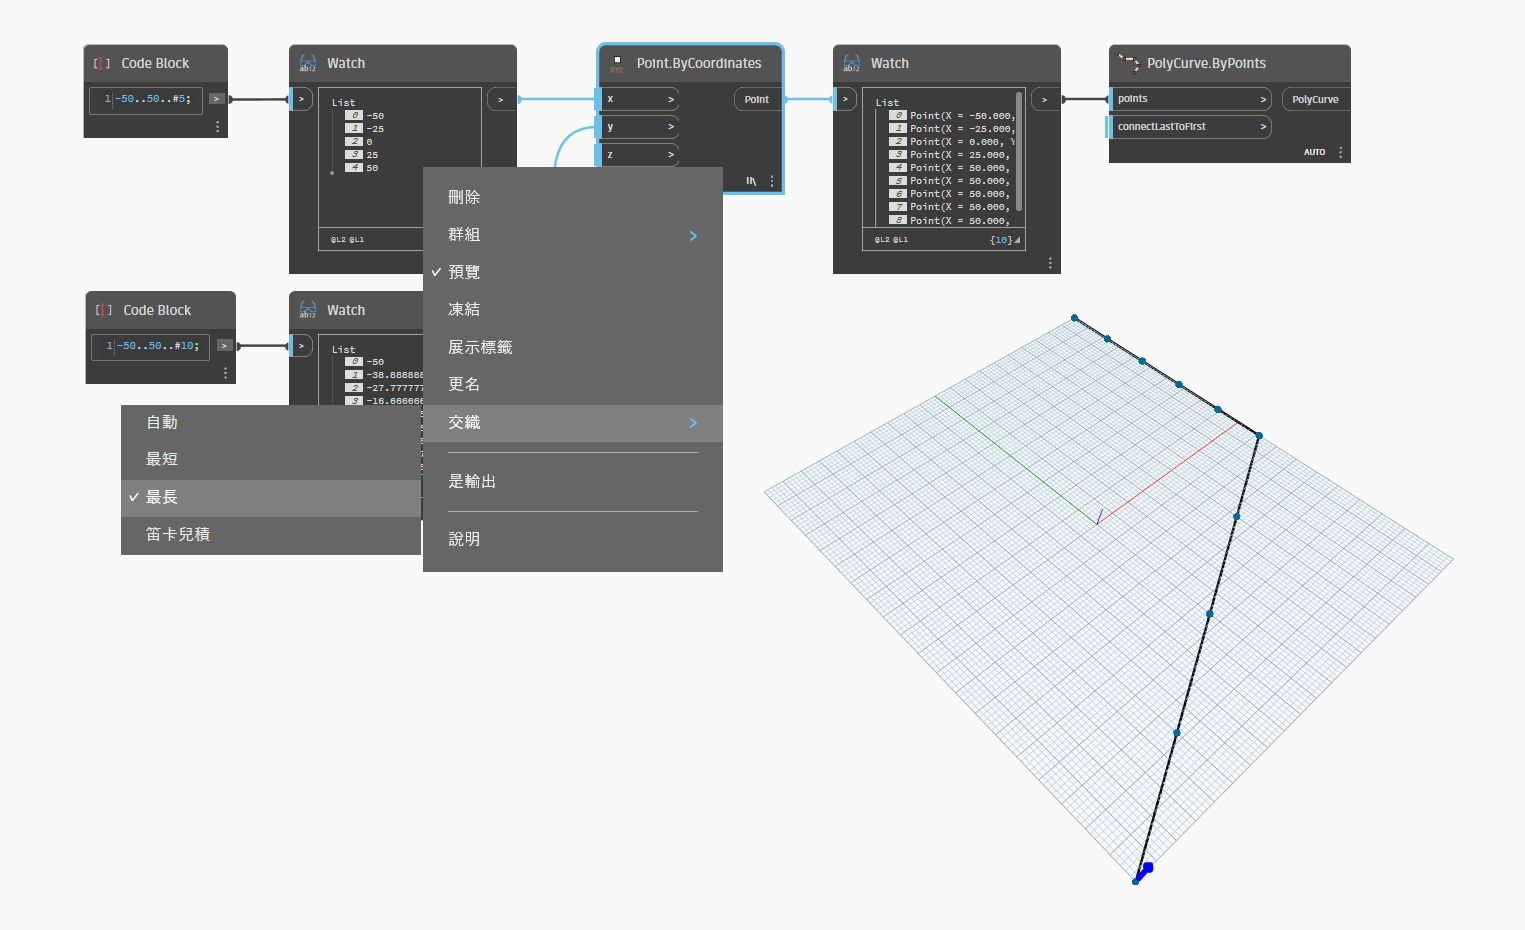 Code Block
1 -50..50..#5;
>
Watch
>
>
List
0 -50
1 -25
2 0
3 25
4 50
@L2 @L1
Point.ByCoordinates
XYZ
x >
y >
z >
Point
Watch
>
>
List
0 Point(X = -50.000,
1 Point(X = -25.000,
2 Point(X = 0.000, Y
3 Point(X = 25.000,
4 Point(X = 50.000,
5 Point(X = 50.000,
6 Point(X = 50.000,
7 Point(X = 50.000,
8 Point(X = 50.000,
@L2 @L1
{10}
PolyCurve.ByPoints
points >
connectLastToFirst >
PolyCurve
AUTO
Code Block
1 -50..50..#10;
>
Watch
>
List
0 -50
1 -38.888888
2 -27.777777
3 -16.666666
刪除
群組 >
✓ 預覽
凍結
展示標籤
更名
交織 >
是輸出
說明
自動
最短
✓ 最長
笛卡兒積